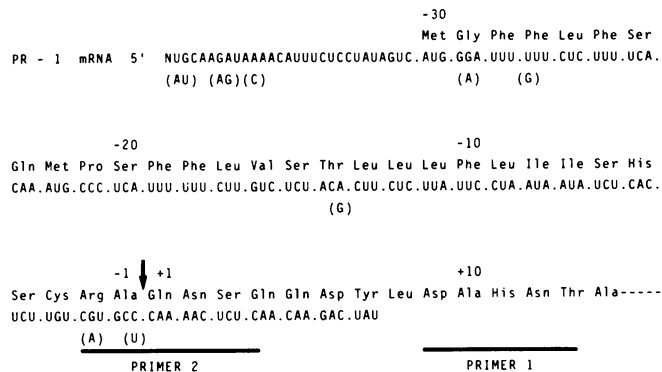 -30
Met Gly Phe Phe Leu Phe Ser
PR - 1 mRNA 5' NUGCAAGAUAAAACAUUUCUCCUAUAGUC.AUG.GGA.UUU.UUU.CUC.UUU.UCA.
(AU) (AG)(C) (A) (G)
-20 -10
Gln Met Pro Ser Phe Phe Leu Val Ser Thr Leu Leu Leu Phe Leu Ile Ile Ser His
CAA.AUG.CCC.UCA.UUU.UUU.CUU.GUC.UCU.ACA.CUU.CUC.UUA.UUC.CUA.AUA.AUA.UCU.CAC.
(G)
-1 +1 +10
Ser Cys Arg Ala Gln Asn Ser Gln Gln Asp Tyr Leu Asp Ala His Asn Thr Ala-----
UCU.UGU.CGU.GCC.CAA.AAC.UCU.CAA.CAA.GAC.UAU
(A) (U)
PRIMER 2 PRIMER 1